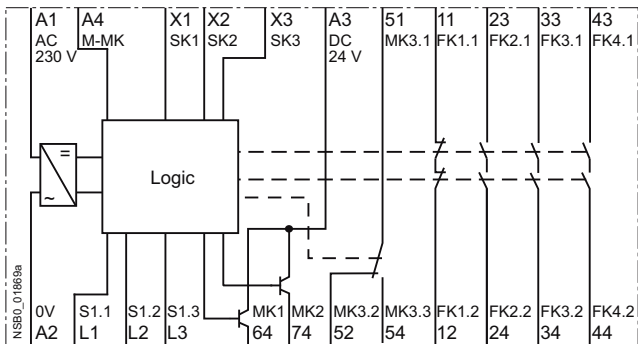 A1 A4 X1 X2 X3 A3 51 11 23 33 43
AC M-MK SK1 SK2 SK3 DC MK3.1 FK1.1 FK2.1 FK3.1 FK4.1
230 V 24 V
=
~
Logic
NSB0_01869a
0V S1.1 S1.2 S1.3 MK1 MK2 MK3.2 MK3.3 FK1.2 FK2.2 FK3.2 FK4.2
A2 L1 L2 L3 64 74 52 54 12 24 34 44